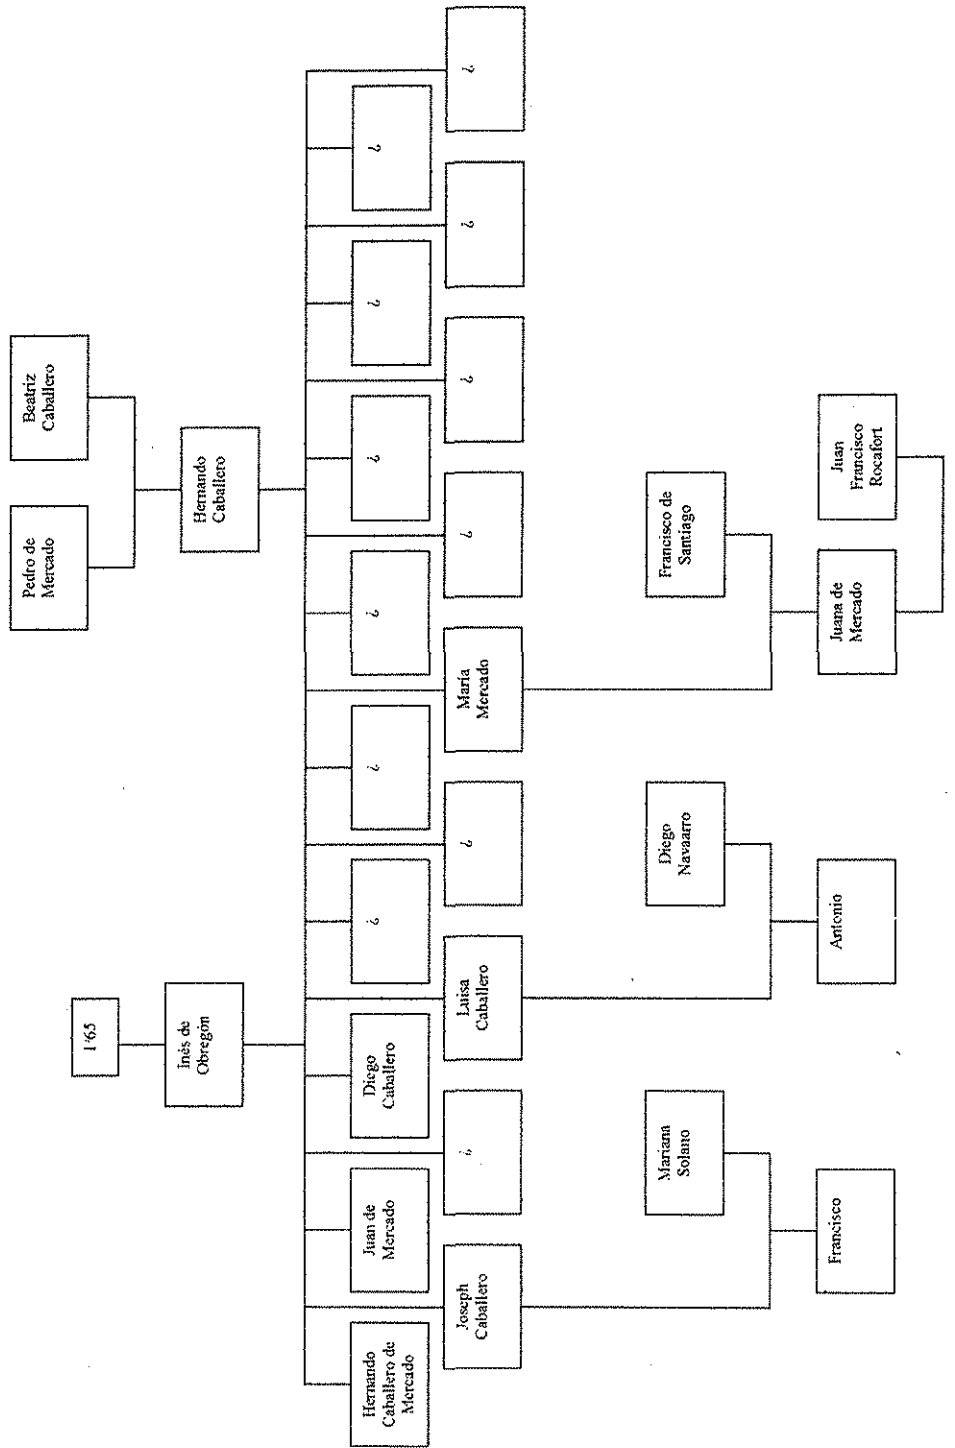 Pedro de
Mercado
Beatriz
Caballero
1'65
Inés de
Obregón
Hernando
Caballero
Hernando
Caballero de
Mercado
Juan de
Mercado
Diego
Caballero
?
?
?
?
?
?
Joseph
Caballero
?
Luisa
Caballero
?
María
Mercado
?
?
?
?
Mariana
Solano
Diego
Navaarro
Francisco de
Santiago
Francisco
Antonio
Juana de
Mercado
Juan
Francisco
Rocafort